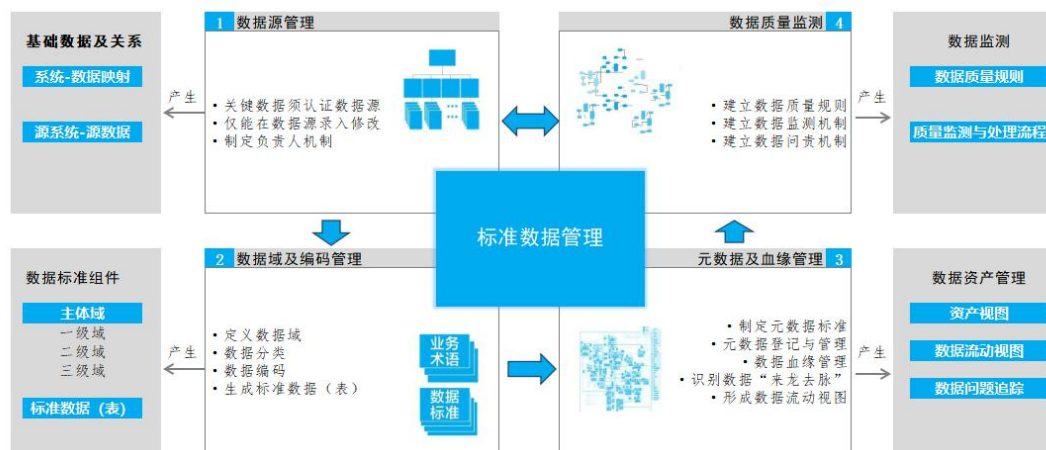 基础数据及关系
系统-数据映射
源系统-源数据
产生
1 数据源管理
• 关键数据须认证数据源
• 仅能在数据源录入修改
• 制定负责人机制
数据质量监测 4
• 建立数据质量规则
• 建立数据监测机制
• 建立数据问责机制
产生
数据监测
数据质量规则
质量监测与处理流程
标准数据管理
数据标准组件
主体域
一级域
二级域
三级域
标准数据（表）
产生
2 数据域及编码管理
• 定义数据域
• 数据分类
• 数据编码
• 生成标准数据（表）
业务
术语
数据
标准
元数据及血缘管理 3
• 制定元数据标准
• 元数据登记与管理
• 数据血缘管理
• 识别数据“来龙去脉”
• 形成数据流动视图
产生
数据资产管理
资产视图
数据流动视图
数据问题追踪